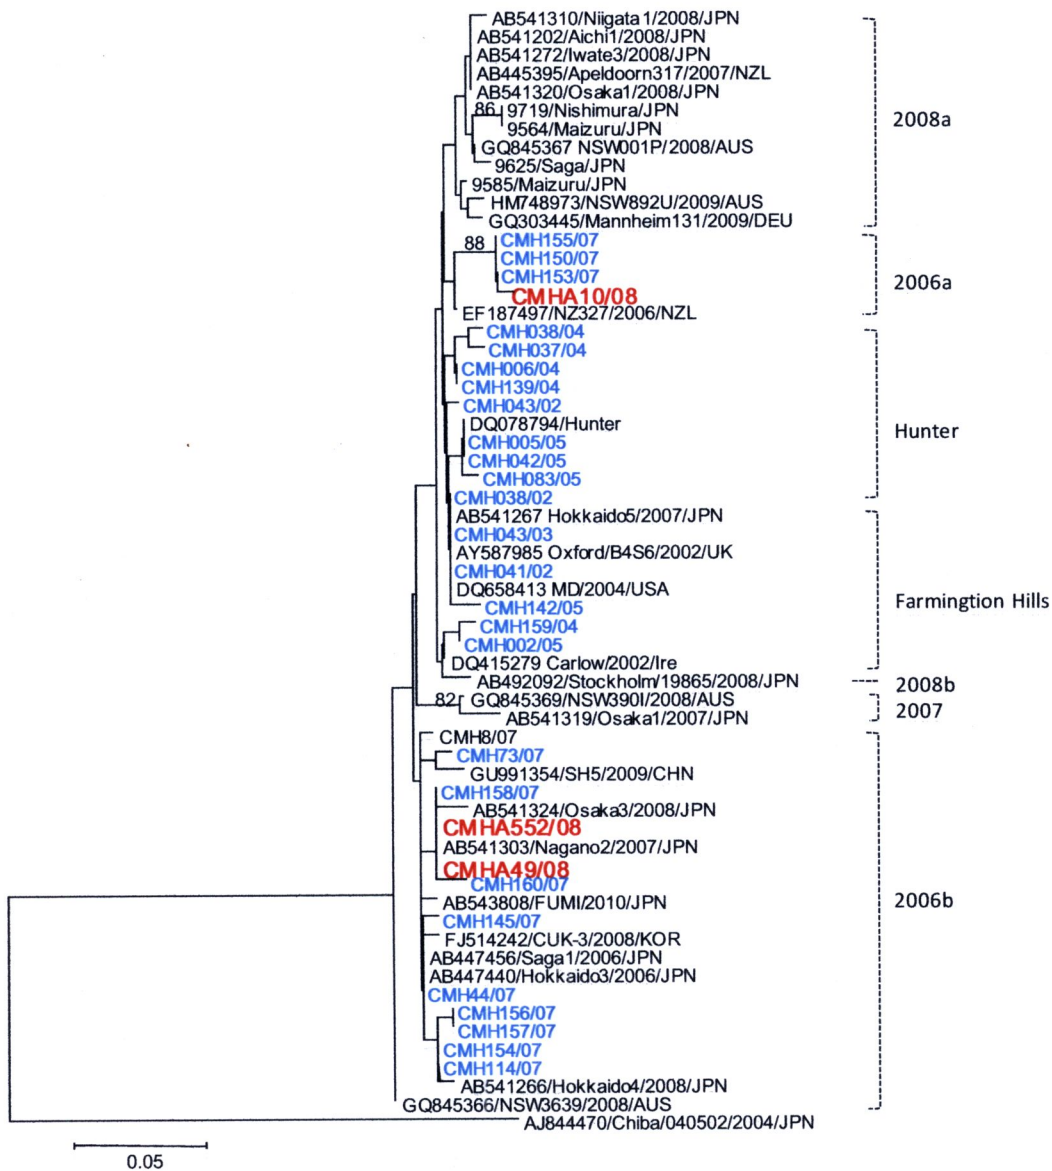 AB541310/Niigata1/2008/JPN
AB541202/Aichi1/2008/JPN
AB541272/Iwate3/2008/JPN
AB445395/Apeldoorn317/2007/NZL
AB541320/Osaka1/2008/JPN
86 9719/Nishimura/JPN
9564/Maizuru/JPN
2008a
GQ845367 NSW001P/2008/AUS
9625/Saga/JPN
9585/Maizuru/JPN
HM748973/NSW892U/2009/AUS
GQ303445/Mannheim131/2009/DEU
88 CMH155/07
CMH150/07
CMH153/07
2006a
CMHA10/08
EF187497/NZ327/2006/NZL
CMH038/04
CMH037/04
CMH006/04
CMH139/04
CMH043/02
DQ078794/Hunter
Hunter
CMH005/05
CMH042/05
CMH083/05
CMH038/02
AB541267 Hokkaido5/2007/JPN
CMH043/03
AY587985 Oxford/B4S6/2002/UK
CMH041/02
DQ658413 MD/2004/USA
Farmingtion Hills
CMH142/05
CMH159/04
CMH002/05
DQ415279 Carlow/2002/Ire
AB492092/Stockholm/19865/2008/JPN
2008b
82 GQ845369/NSW390I/2008/AUS
2007
AB541319/Osaka1/2007/JPN
CMH8/07
CMH73/07
GU991354/SH5/2009/CHN
CMH158/07
AB541324/Osaka3/2008/JPN
CMHA552/08
AB541303/Nagano2/2007/JPN
CMHA49/08
CMH160/07
AB543808/FUMI/2010/JPN
2006b
CMH145/07
FJ514242/CUK-3/2008/KOR
AB447456/Saga1/2006/JPN
AB447440/Hokkaido3/2006/JPN
CMH44/07
CMH156/07
CMH157/07
CMH154/07
CMH114/07
AB541266/Hokkaido4/2008/JPN
GQ845366/NSW3639/2008/AUS
AJ844470/Chiba/040502/2004/JPN
0.05